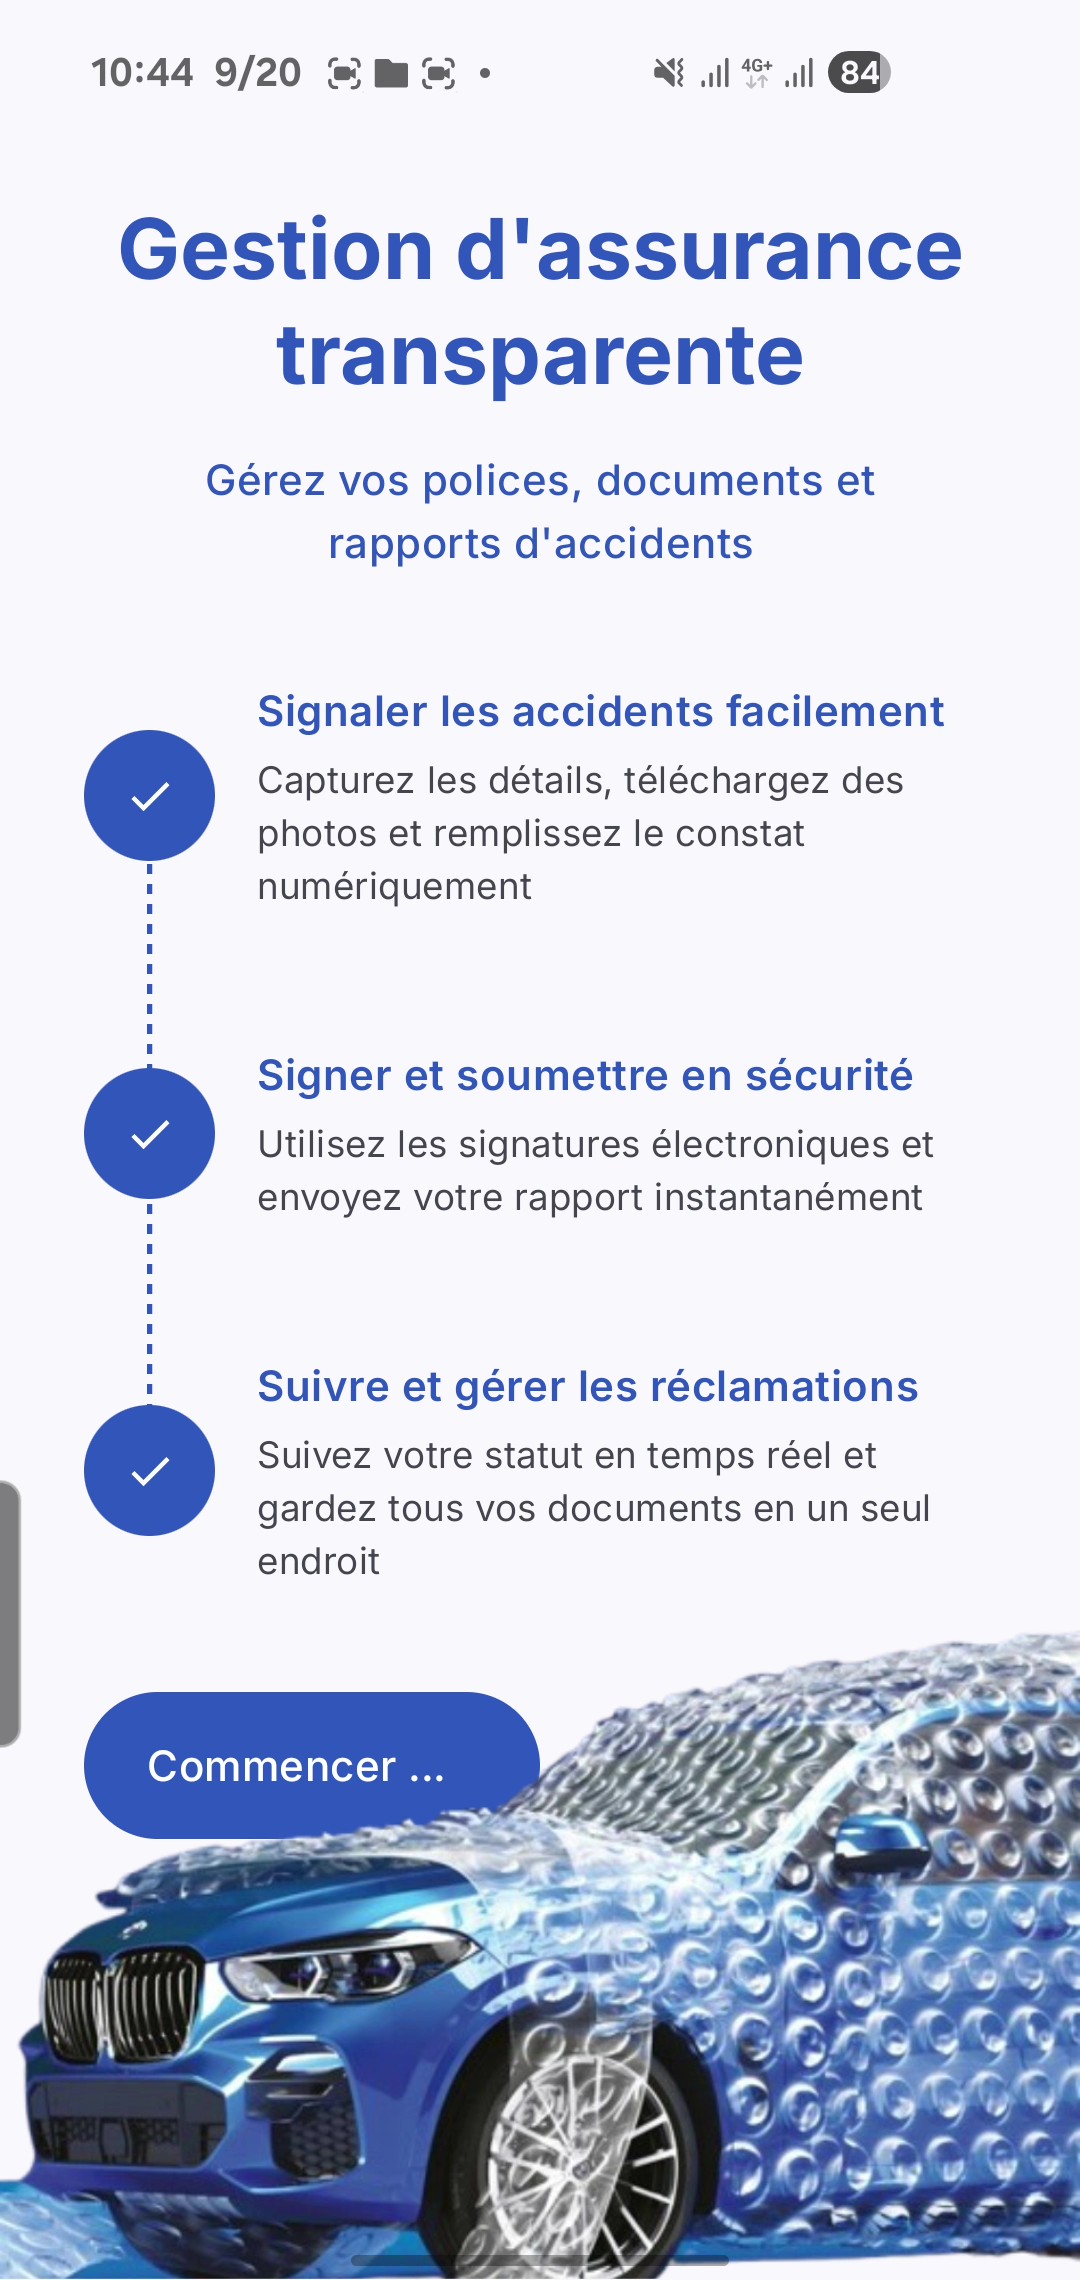 10:44 9/20 4G+ 84
Gestion d'assurance
transparente
Gérez vos polices, documents et
rapports d'accidents
Signaler les accidents facilement
Capturez les détails, téléchargez des
photos et remplissez le constat
numériquement
Signer et soumettre en sécurité
Utilisez les signatures électroniques et
envoyez votre rapport instantanément
Suivre et gérer les réclamations
Suivez votre statut en temps réel et
gardez tous vos documents en un seul
endroit
Commencer ...